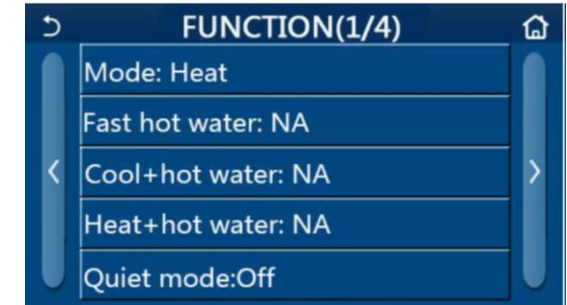 FUNCTION(1/4)
Mode: Heat
Fast hot water: NA
Cool+hot water: NA
Heat+hot water: NA
Quiet mode:Off